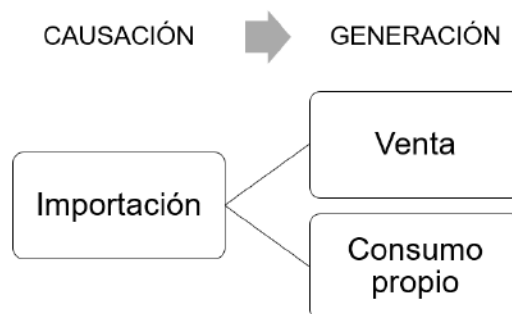 CAUSACIÓN
GENERACIÓN
Importación
Venta
Consumo
propio